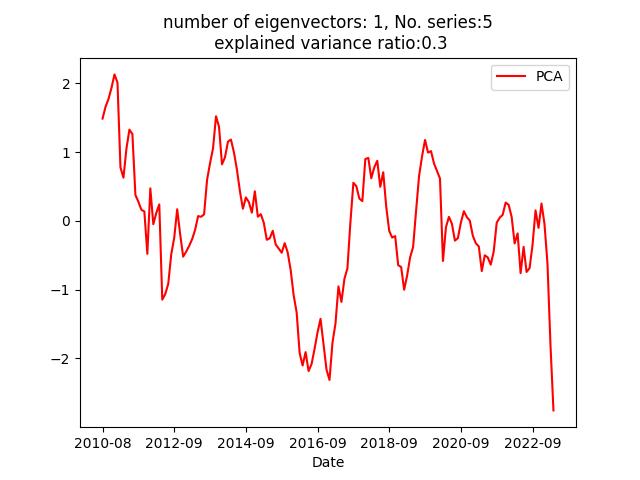 number of eigenvectors: 1, No. series:5
explained variance ratio:0.3
PCA
2
1
0
−1
−2
2010-08 2012-09 2014-09 2016-09 2018-09 2020-09 2022-09
Date